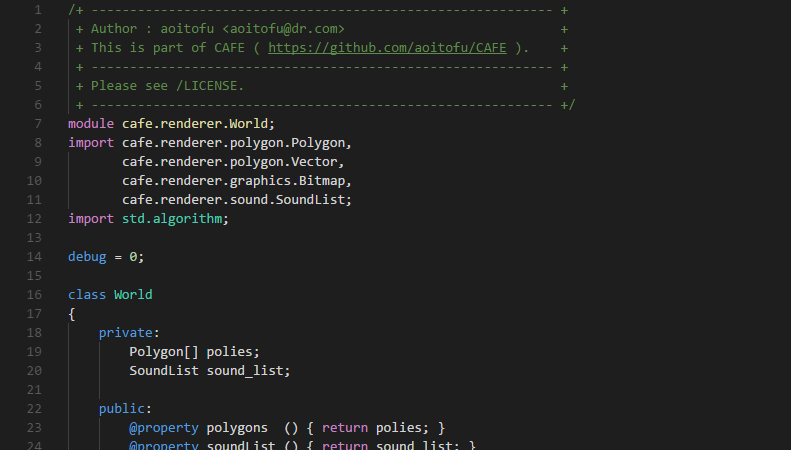 1 /+ ------------------------------------------------------------ +
2 + Author : aoitofu <aoitofu@dr.com> +
3 + This is part of CAFE ( https://github.com/aoitofu/CAFE ). +
4 + ------------------------------------------------------------ +
5 + Please see /LICENSE. +
6 + ------------------------------------------------------------ +/
7 module cafe.renderer.World;
8 import cafe.renderer.polygon.Polygon,
9 cafe.renderer.polygon.Vector,
10 cafe.renderer.graphics.Bitmap,
11 cafe.renderer.sound.SoundList;
12 import std.algorithm;
13
14 debug = 0;
15
16 class World
17 {
18 private:
19 Polygon[] polies;
20 SoundList sound_list;
21
22 public:
23 @property polygons () { return polies; }
24 @property soundList () { return sound_list; }